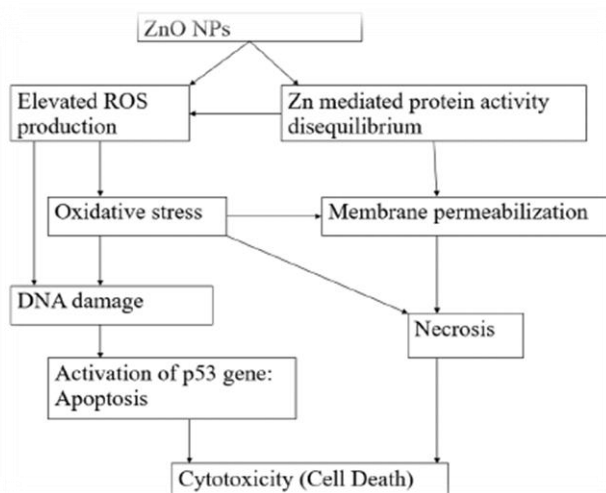 ZnO NPs
Elevated ROS
production
Zn mediated protein activity
disequilibrium
Oxidative stress
Membrane permeabilization
DNA damage
Necrosis
Activation of p53 gene:
Apoptosis
Cytotoxicity (Cell Death)